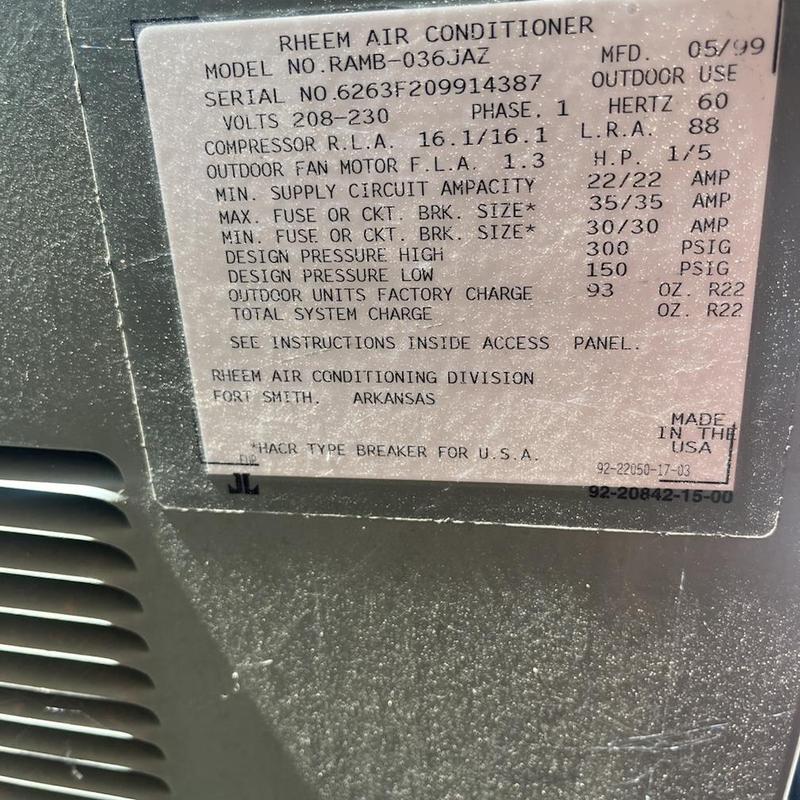 RHEEM AIR CONDITIONER
MODEL NO.RAMB-036JAZ MFD. 05/99
SERIAL NO.6263F209914387 OUTDOOR USE
VOLTS 208-230 PHASE. 1 HERTZ 60
COMPRESSOR R.L.A. 16.1/16.1 L.R.A. 88
OUTDOOR FAN MOTOR F.L.A. 1.3 H.P. 1/5
MIN. SUPPLY CIRCUIT AMPACITY 22/22 AMP
MAX. FUSE OR CKT. BRK. SIZE* 35/35 AMP
MIN. FUSE OR CKT. BRK. SIZE* 30/30 AMP
DESIGN PRESSURE HIGH 300 PSIG
DESIGN PRESSURE LOW 150 PSIG
OUTDOOR UNITS FACTORY CHARGE 93 OZ. R22
TOTAL SYSTEM CHARGE OZ. R22
SEE INSTRUCTIONS INSIDE ACCESS PANEL.
RHEEM AIR CONDITIONING DIVISION
FORT SMITH, ARKANSAS
MADE
IN THE
USA
*HACR TYPE BREAKER FOR U.S.A.
92-22050-17-03
JL
92-20842-15-00